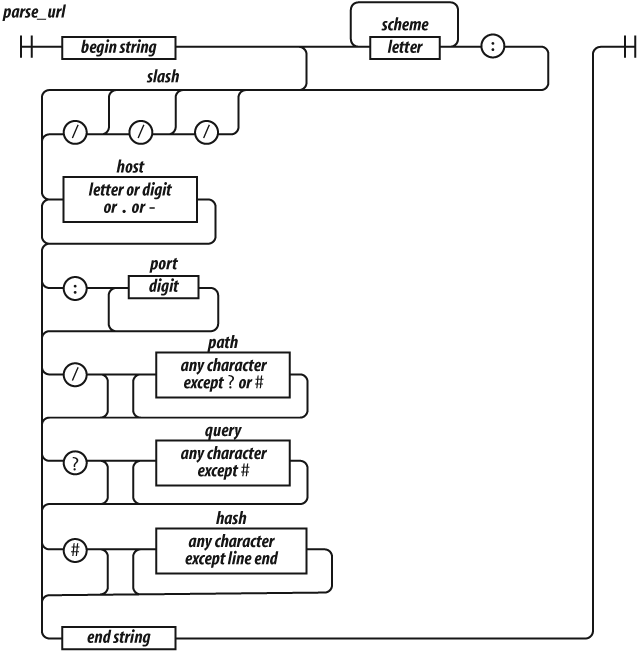 parse_url
scheme
begin string
letter
:
slash
/ / /
host
letter or digit
or . or -
port
:
digit
path
/
any character
except ? or #
query
?
any character
except #
hash
#
any character
except line end
end string